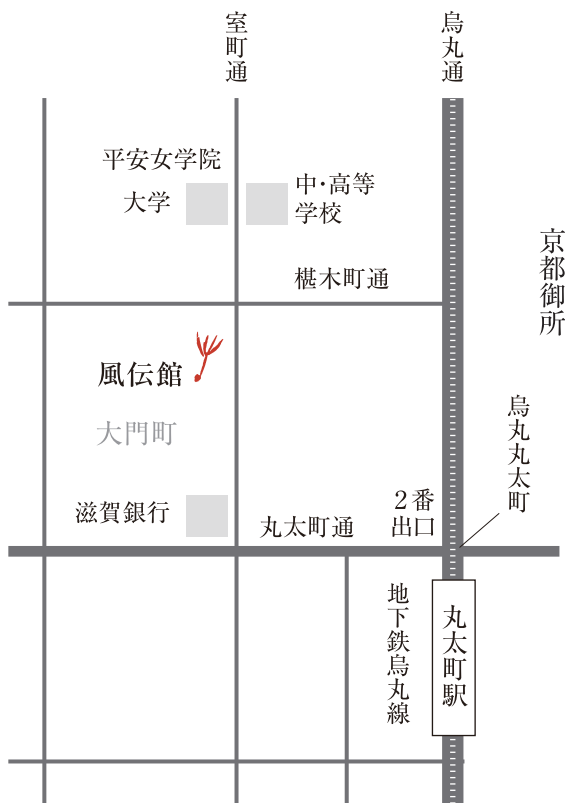 室町通
烏丸通
平安女学院
大学
中・高等
学校
京都御所
椹木町通
風伝館
大門町
烏丸丸太町
滋賀銀行
丸太町通
2番
出口
地下鉄烏丸線
丸太町駅